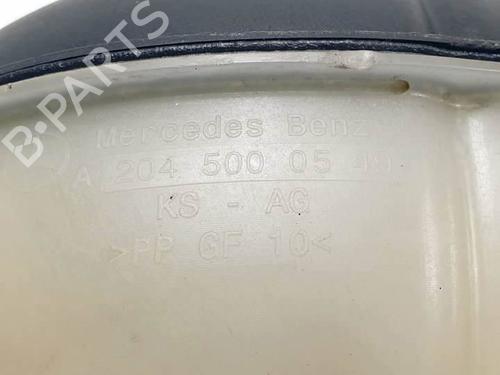 B-PARTS
Mercedes Benz
A 204 500 05 49
KS - AG
>PP GF 10<